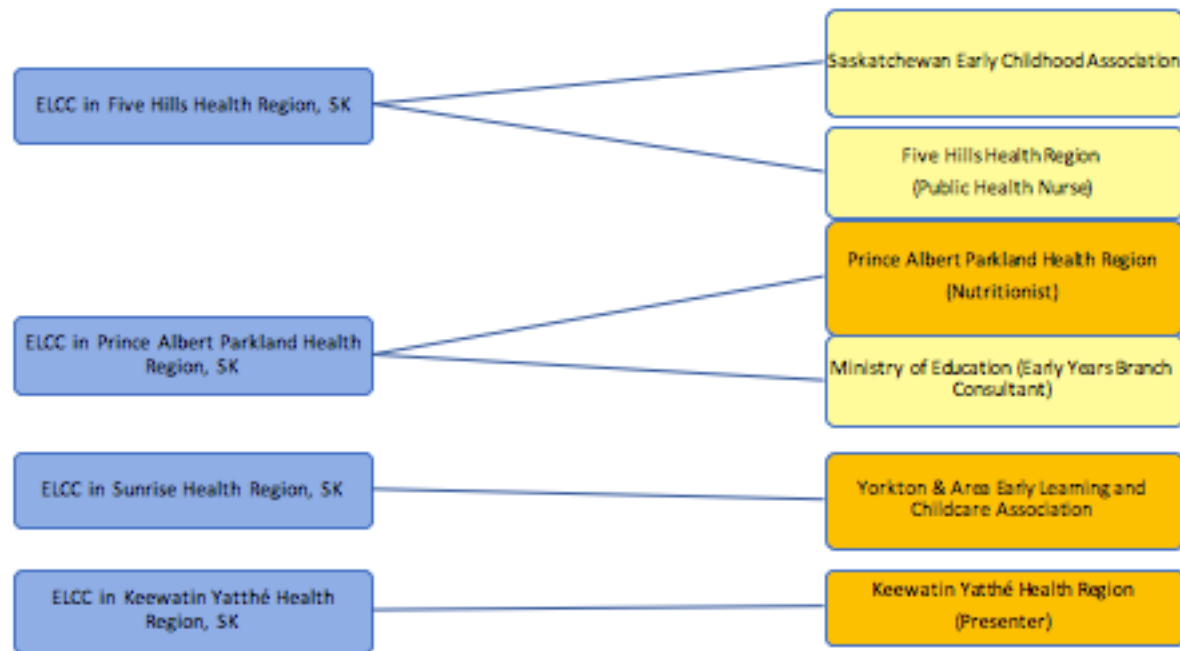 Saskatchewan Early Childhood Association
ELCC in Five Hills Health Region, SK
Five Hills Health Region
(Public Health Nurse)
Prince Albert Parkland Health Region
(Nutritionist)
ELCC in Prince Albert Parkland Health
Region, SK
Ministry of Education (Early Years Branch
Consultant)
ELCC in Sunrise Health Region, SK
Yorkton & Area Early Learning and
Childcare Association
ELCC in Keewatin Yatthé Health
Region, SK
Keewatin Yatthé Health Region
(Presenter)